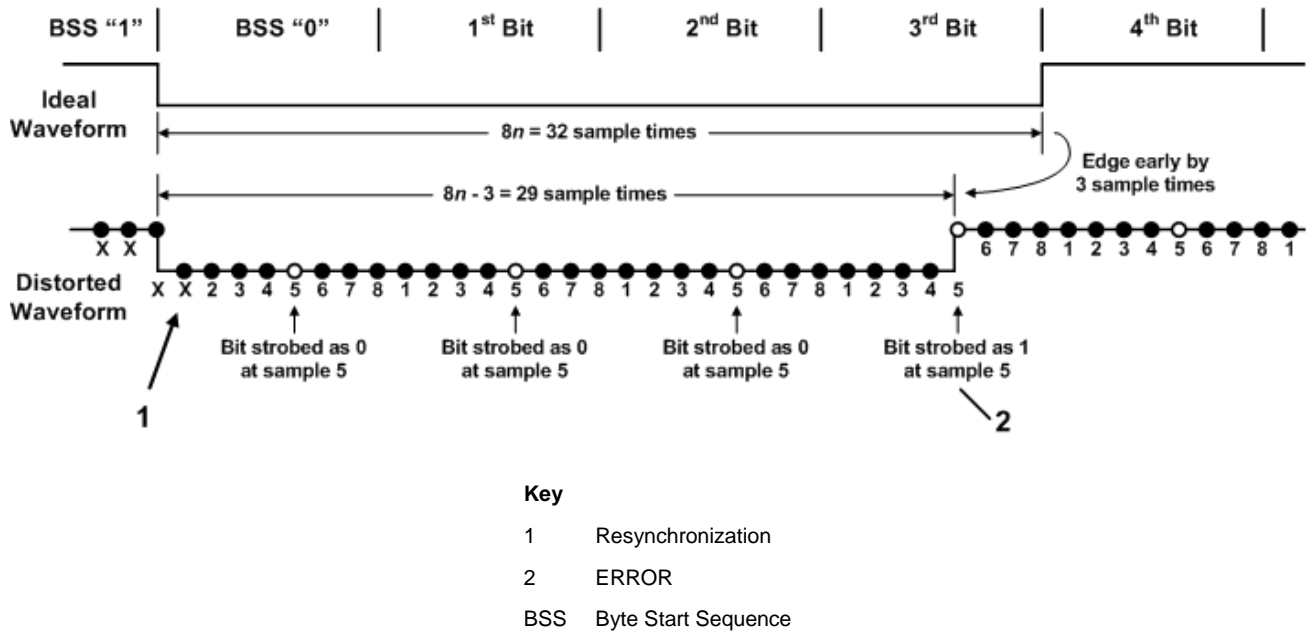 BSS “1” BSS “0” 1st Bit 2nd Bit 3rd Bit 4th Bit
Ideal
Waveform
8n = 32 sample times
Edge early by
3 sample times
8n - 3 = 29 sample times
X X 6 7 8 1 2 3 4 5 6 7 8 1
Distorted
Waveform
X X 2 3 4 5 6 7 8 1 2 3 4 5 6 7 8 1 2 3 4 5 6 7 8 1 2 3 4 5
Bit strobed as 0
at sample 5
Bit strobed as 0
at sample 5
Bit strobed as 0
at sample 5
Bit strobed as 1
at sample 5
1
2
Key
1 Resynchronization
2 ERROR
BSS Byte Start Sequence